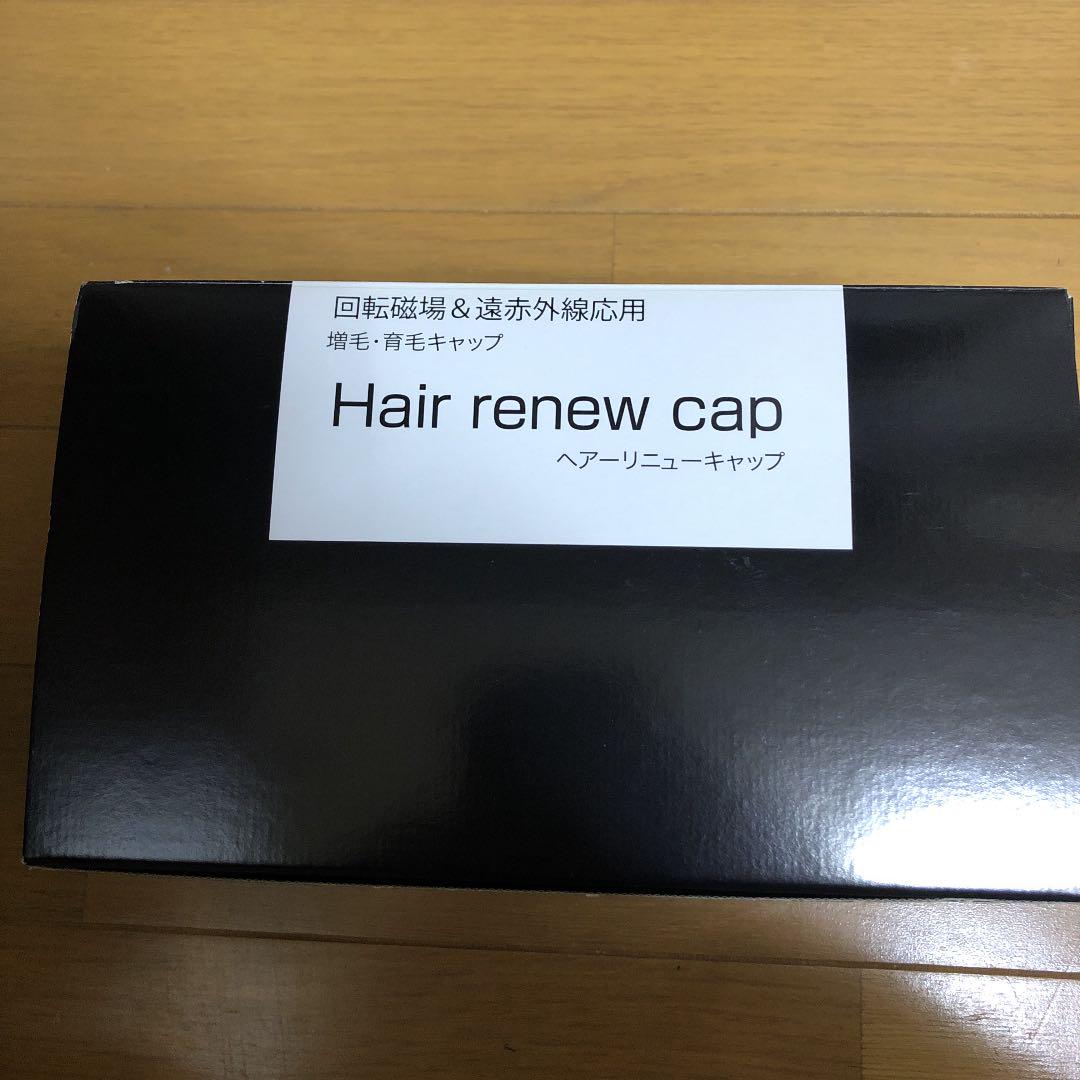 回転磁場＆遠赤外線応用
増毛・育毛キャップ
Hair renew cap
ヘアーリニューキャップ